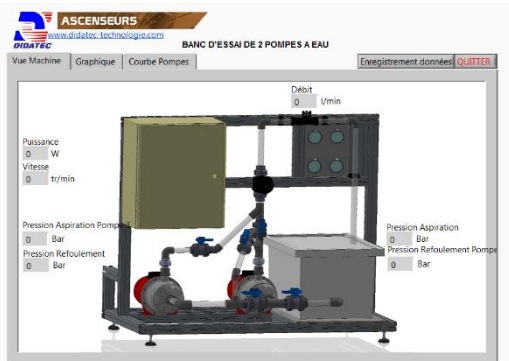 ASCENSEURS
www.didatec-technologie.com
DIDATEC
BANC D'ESSAI DE 2 POMPES A EAU
Vue Machine Graphique Courbe Pompes Enregistrement données QUITTER
Débit
0 l/min
Puissance
0 W
Vitesse
0 tr/min
Pression Aspiration Pompe 1
0 Bar
Pression Refoulement
0 Bar
Pression Aspiration
0 Bar
Pression Refoulement Pompe
0 Bar